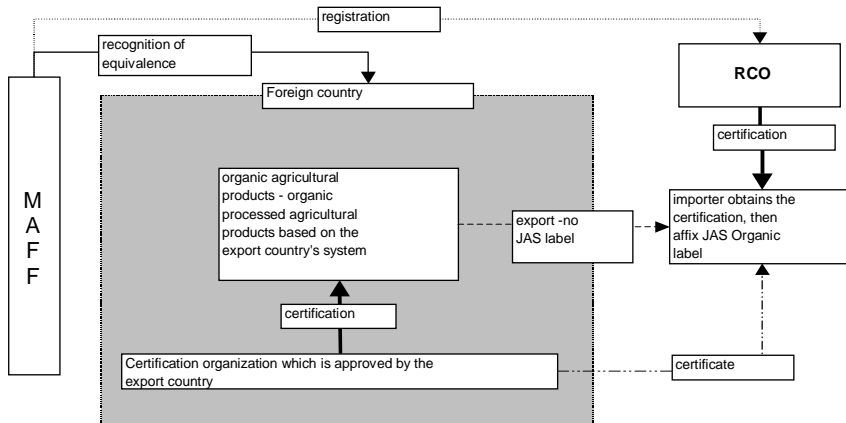 registration
recognition of
equivalence
RCO
Foreign country
certification
M
A
F
F
organic agricultural
products - organic
processed agricultural
products based on the
export country's system
export -no
JAS label
importer obtains the
certification, then
affix JAS Organic
label
certification
Certification organization which is approved by the
export country
certificate